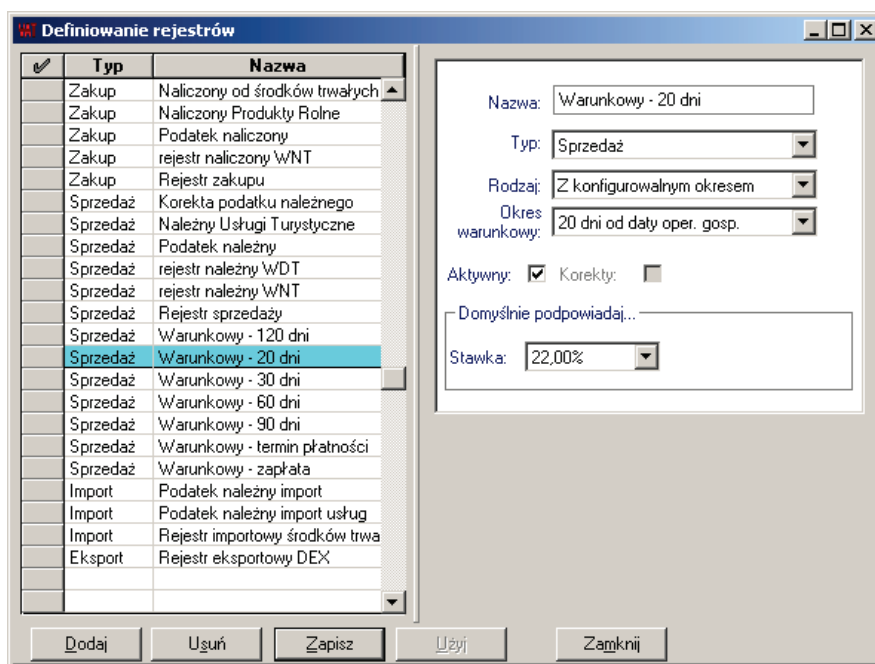 VAT Definiowanie rejestrów
Typ Nazwa
Zakup Naliczony od środków trwałych
Zakup Naliczony Produkty Rolne
Zakup Podatek naliczony
Zakup rejestr naliczony WNT
Zakup Rejestr zakupu
Sprzedaż Korekta podatku należnego
Sprzedaż Należny Usługi Turystyczne
Sprzedaż Podatek należny
Sprzedaż rejestr należny WDT
Sprzedaż rejestr należny WNT
Sprzedaż Rejestr sprzedaży
Sprzedaż Warunkowy - 120 dni
Sprzedaż Warunkowy - 20 dni
Sprzedaż Warunkowy - 30 dni
Sprzedaż Warunkowy - 60 dni
Sprzedaż Warunkowy - 90 dni
Sprzedaż Warunkowy - termin płatności
Sprzedaż Warunkowy - zapłata
Import Podatek należny import
Import Podatek należny import usług
Import Rejestr importowy środków trwa
Eksport Rejestr eksportowy DEX
Nazwa: Warunkowy - 20 dni
Typ: Sprzedaż
Rodzaj: Z konfigurowalnym okresem
Okres
warunkowy: 20 dni od daty oper. gosp.
Aktywny: Korekty:
Domyślnie podpowiadaj...
Stawka: 22,00%
Dodaj Usuń Zapisz Użyj Zamknij